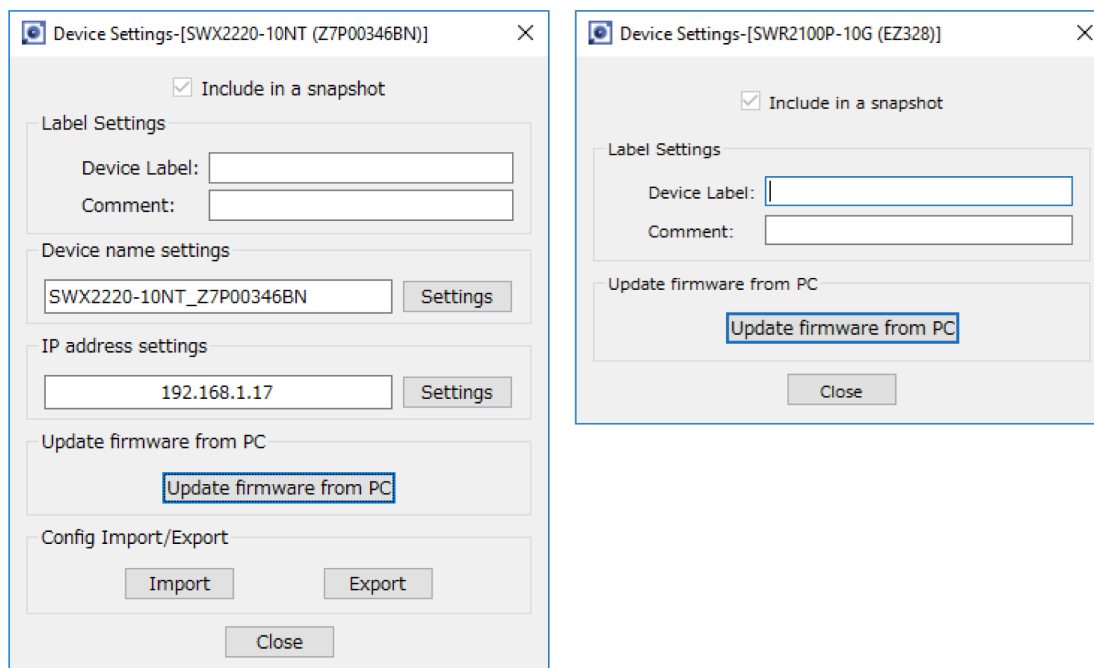 Device Settings-[SWX2220-10NT (Z7P00346BN)]
Include in a snapshot
Label Settings
Device Label:
Comment:
Device name settings
SWX2220-10NT_Z7P00346BN Settings
IP address settings
192.168.1.17 Settings
Update firmware from PC
Update firmware from PC
Config Import/Export
Import Export
Close
Device Settings-[SWR2100P-10G (EZ328)]
Include in a snapshot
Label Settings
Device Label:
Comment:
Update firmware from PC
Update firmware from PC
Close